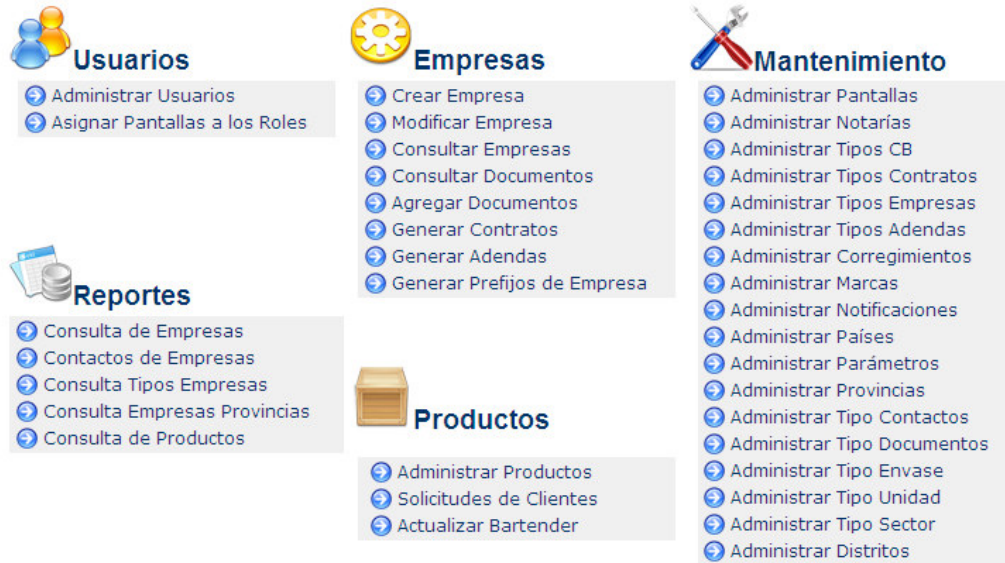 Usuarios
Administrar Usuarios
Asignar Pantallas a los Roles
Reportes
Consulta de Empresas
Contactos de Empresas
Consulta Tipos Empresas
Consulta Empresas Provincias
Consulta de Productos
Empresas
Crear Empresa
Modificar Empresa
Consultar Empresas
Consultar Documentos
Agregar Documentos
Generar Contratos
Generar Adendas
Generar Prefijos de Empresa
Productos
Administrar Productos
Solicitudes de Clientes
Actualizar Bartender
Mantenimiento
Administrar Pantallas
Administrar Notarías
Administrar Tipos CB
Administrar Tipos Contratos
Administrar Tipos Empresas
Administrar Tipos Adendas
Administrar Corregimientos
Administrar Marcas
Administrar Notificaciones
Administrar Países
Administrar Parámetros
Administrar Provincias
Administrar Tipo Contactos
Administrar Tipo Documentos
Administrar Tipo Envase
Administrar Tipo Unidad
Administrar Tipo Sector
Administrar Distritos